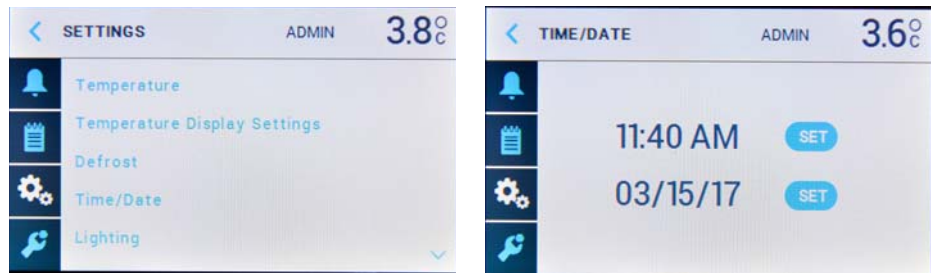 SETTINGS ADMIN 3.8°C
Temperature
Temperature Display Settings
Defrost
Time/Date
Lighting
TIME/DATE ADMIN 3.6°C
11:40 AM SET
03/15/17 SET